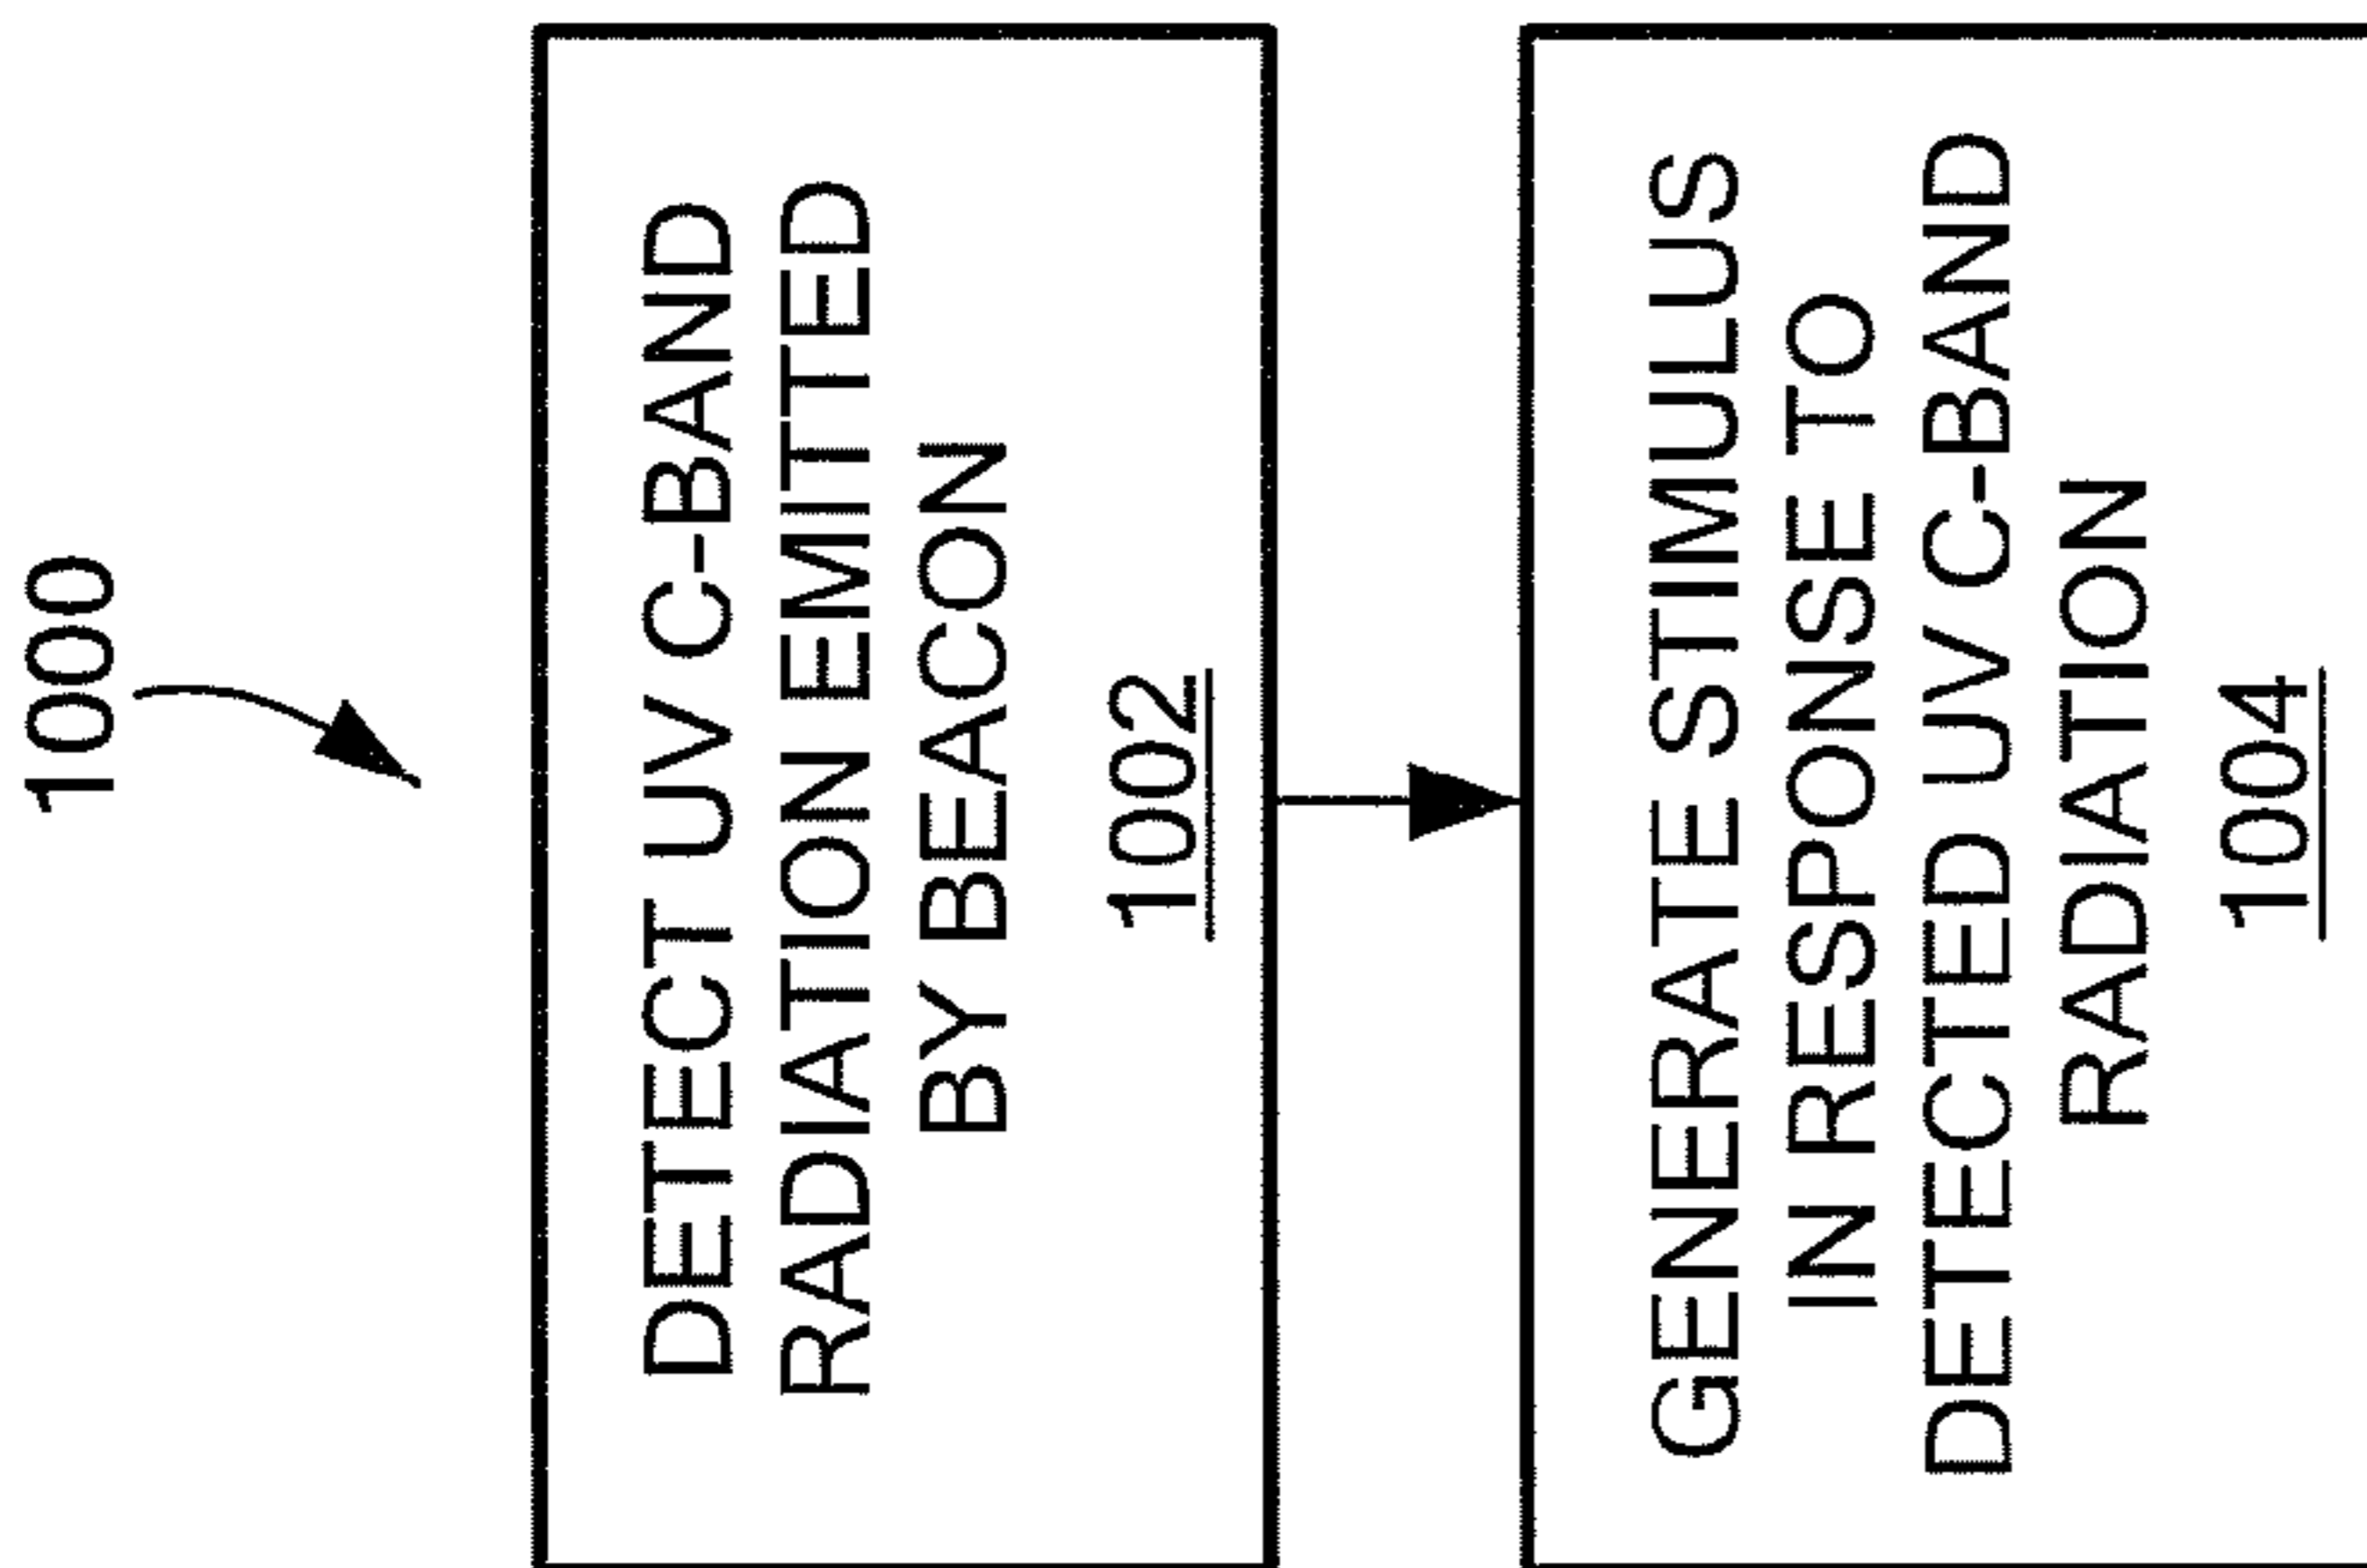 1000
DETECT UV C-BAND
RADIATION EMITTED
BY BEACON
1002
GENERATE STIMULUS
IN RESPONSE TO
DETECTED UV C-BAND
RADIATION
1004